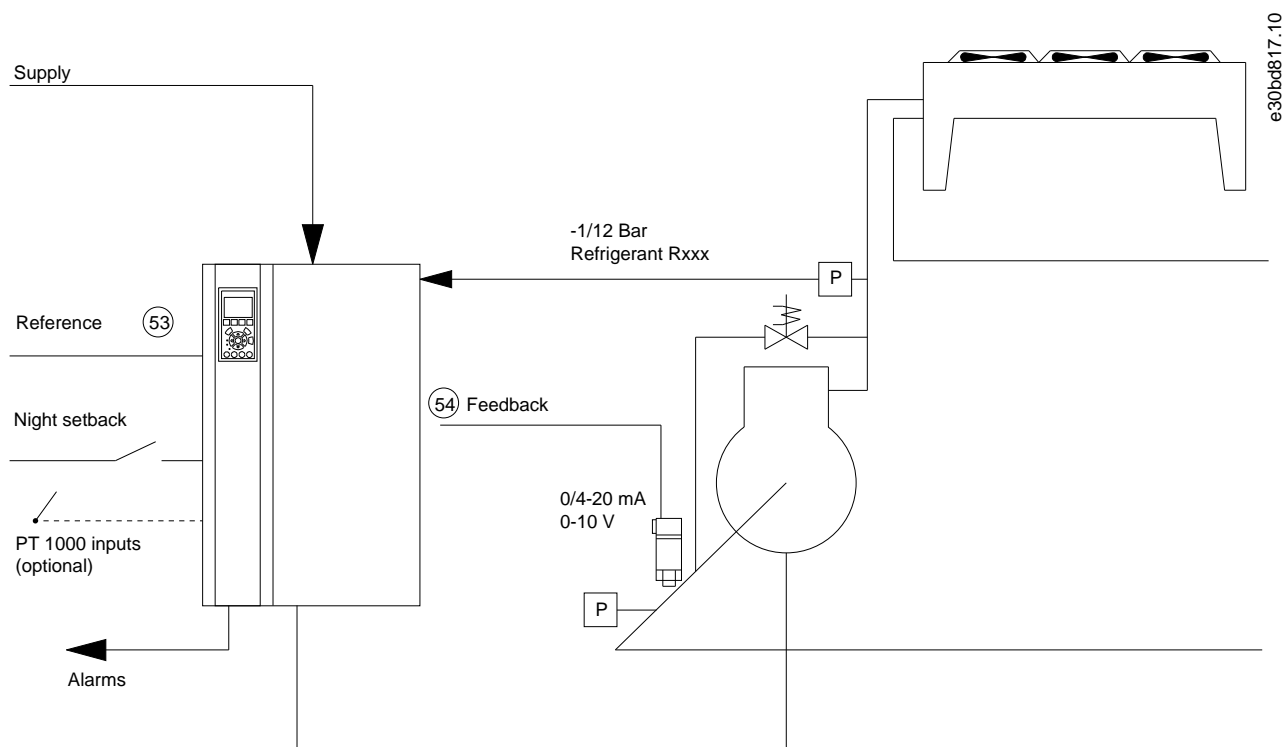 e30bd817.10
Supply
-1/12 Bar
Refrigerant Rxxx
P
Reference 53
54 Feedback
Night setback
0/4-20 mA
0-10 V
PT 1000 inputs
(optional)
P
Alarms